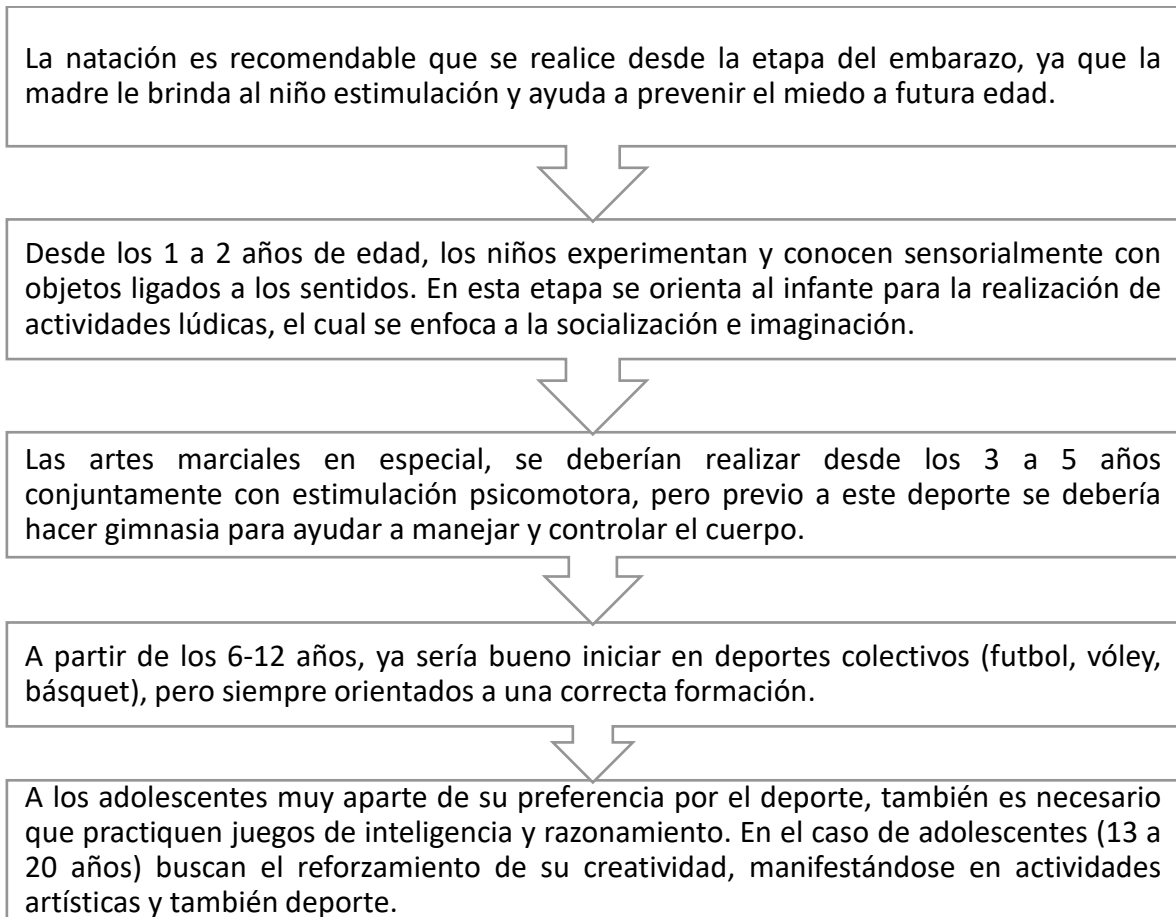 La natación es recomendable que se realice desde la etapa del embarazo, ya que la
madre le brinda al niño estimulación y ayuda a prevenir el miedo a futura edad.
Desde los 1 a 2 años de edad, los niños experimentan y conocen sensorialmente con
objetos ligados a los sentidos. En esta etapa se orienta al infante para la realización de
actividades lúdicas, el cual se enfoca a la socialización e imaginación.
Las artes marciales en especial, se deberían realizar desde los 3 a 5 años
conjuntamente con estimulación psicomotora, pero previo a este deporte se debería
hacer gimnasia para ayudar a manejar y controlar el cuerpo.
A partir de los 6-12 años, ya sería bueno iniciar en deportes colectivos (futbol, vóley,
básquet), pero siempre orientados a una correcta formación.
A los adolescentes muy aparte de su preferencia por el deporte, también es necesario
que practiquen juegos de inteligencia y razonamiento. En el caso de adolescentes (13 a
20 años) buscan el reforzamiento de su creatividad, manifestándose en actividades
artísticas y también deporte.